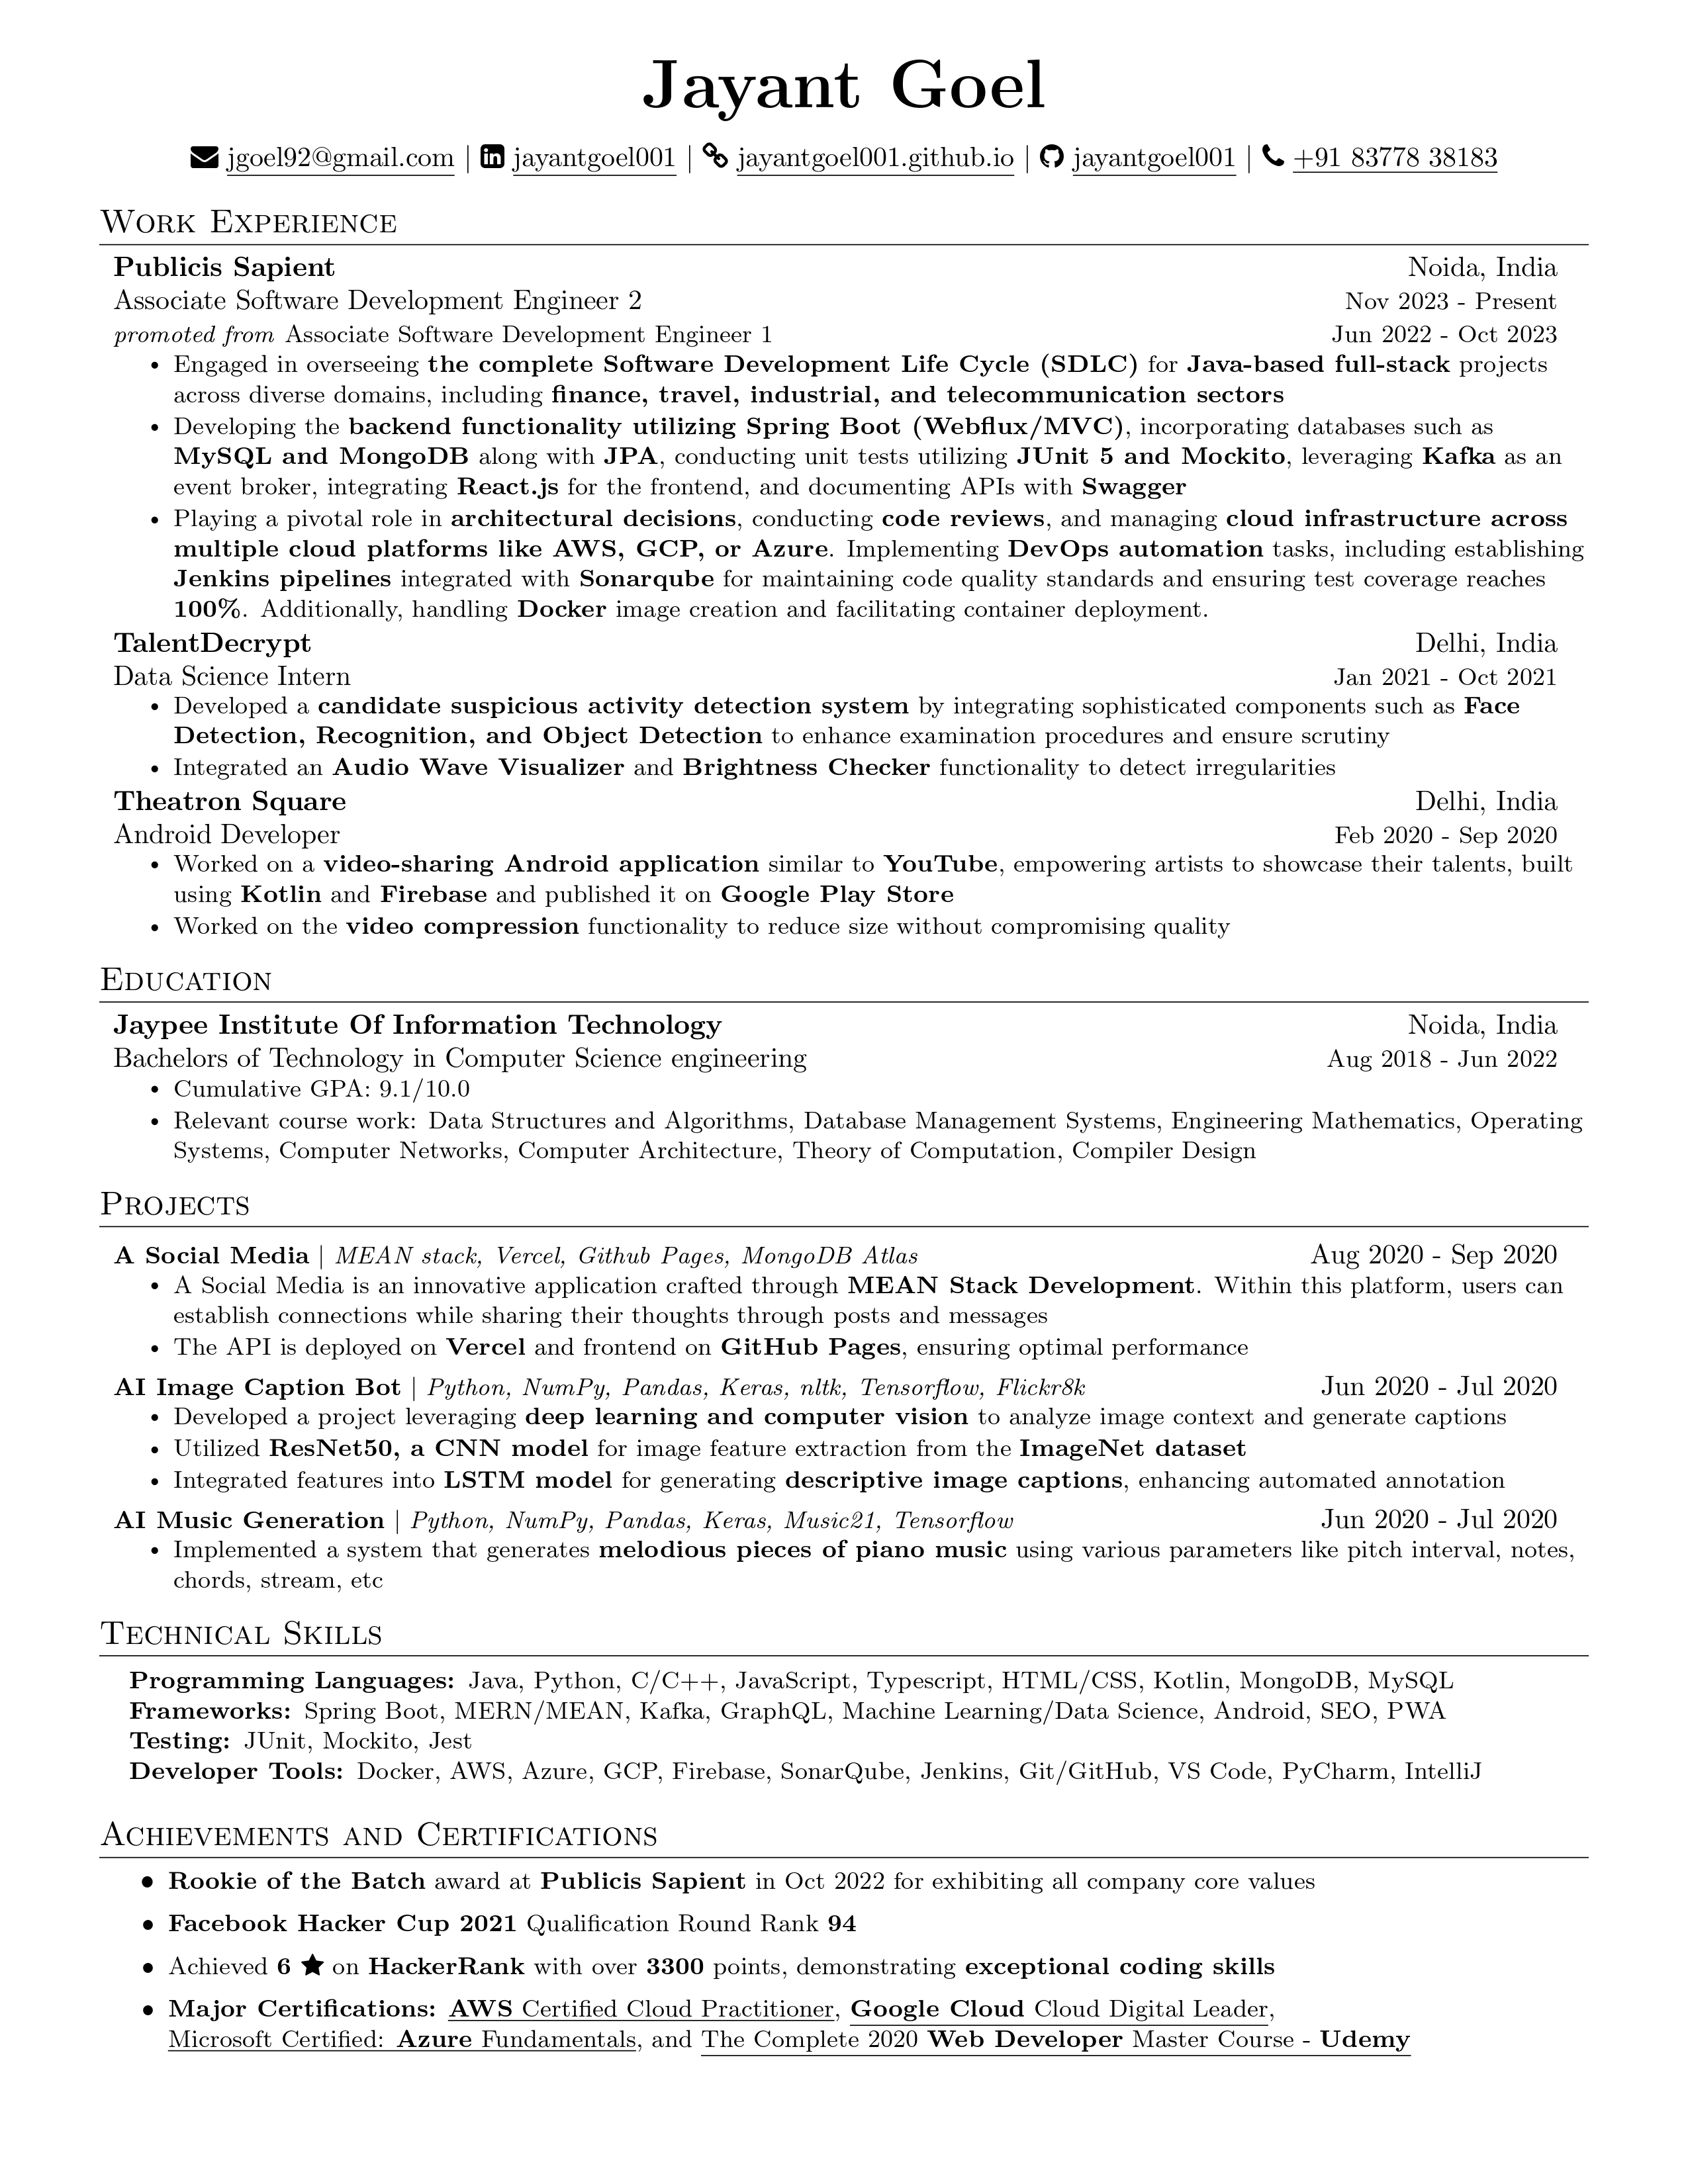 Jayant Goel
jgoel92@gmail.com | jayantgoel001 | jayantgoel001.github.io | jayantgoel001 | +91 83778 38183
Work Experience
Publicis Sapient Noida, India
Associate Software Development Engineer 2 Nov 2023 - Present
promoted from Associate Software Development Engineer 1 Jun 2022 - Oct 2023
• Engaged in overseeing the complete Software Development Life Cycle (SDLC) for Java-based full-stack projects
across diverse domains, including finance, travel, industrial, and telecommunication sectors
• Developing the backend functionality utilizing Spring Boot (Webflux/MVC), incorporating databases such as
MySQL and MongoDB along with JPA, conducting unit tests utilizing JUnit 5 and Mockito, leveraging Kafka as an
event broker, integrating React.js for the frontend, and documenting APIs with Swagger
• Playing a pivotal role in architectural decisions, conducting code reviews, and managing cloud infrastructure across
multiple cloud platforms like AWS, GCP, or Azure. Implementing DevOps automation tasks, including establishing
Jenkins pipelines integrated with Sonarqube for maintaining code quality standards and ensuring test coverage reaches
100%. Additionally, handling Docker image creation and facilitating container deployment.
TalentDecrypt Delhi, India
Data Science Intern Jan 2021 - Oct 2021
• Developed a candidate suspicious activity detection system by integrating sophisticated components such as Face
Detection, Recognition, and Object Detection to enhance examination procedures and ensure scrutiny
• Integrated an Audio Wave Visualizer and Brightness Checker functionality to detect irregularities
Theatron Square Delhi, India
Android Developer Feb 2020 - Sep 2020
• Worked on a video-sharing Android application similar to YouTube, empowering artists to showcase their talents, built
using Kotlin and Firebase and published it on Google Play Store
• Worked on the video compression functionality to reduce size without compromising quality
Education
Jaypee Institute Of Information Technology Noida, India
Bachelors of Technology in Computer Science engineering Aug 2018 - Jun 2022
• Cumulative GPA: 9.1/10.0
• Relevant course work: Data Structures and Algorithms, Database Management Systems, Engineering Mathematics, Operating
Systems, Computer Networks, Computer Architecture, Theory of Computation, Compiler Design
Projects
A Social Media | MEAN stack, Vercel, Github Pages, MongoDB Atlas Aug 2020 - Sep 2020
• A Social Media is an innovative application crafted through MEAN Stack Development. Within this platform, users can
establish connections while sharing their thoughts through posts and messages
• The API is deployed on Vercel and frontend on GitHub Pages, ensuring optimal performance
AI Image Caption Bot | Python, NumPy, Pandas, Keras, nltk, Tensorflow, Flickr8k Jun 2020 - Jul 2020
• Developed a project leveraging deep learning and computer vision to analyze image context and generate captions
• Utilized ResNet50, a CNN model for image feature extraction from the ImageNet dataset
• Integrated features into LSTM model for generating descriptive image captions, enhancing automated annotation
AI Music Generation | Python, NumPy, Pandas, Keras, Music21, Tensorflow Jun 2020 - Jul 2020
• Implemented a system that generates melodious pieces of piano music using various parameters like pitch interval, notes,
chords, stream, etc
Technical Skills
Programming Languages: Java, Python, C/C++, JavaScript, Typescript, HTML/CSS, Kotlin, MongoDB, MySQL
Frameworks: Spring Boot, MERN/MEAN, Kafka, GraphQL, Machine Learning/Data Science, Android, SEO, PWA
Testing: JUnit, Mockito, Jest
Developer Tools: Docker, AWS, Azure, GCP, Firebase, SonarQube, Jenkins, Git/GitHub, VS Code, PyCharm, IntelliJ
Achievements and Certifications
• Rookie of the Batch award at Publicis Sapient in Oct 2022 for exhibiting all company core values
• Facebook Hacker Cup 2021 Qualification Round Rank 94
• Achieved 6 ★ on HackerRank with over 3300 points, demonstrating exceptional coding skills
• Major Certifications: AWS Certified Cloud Practitioner, Google Cloud Cloud Digital Leader,
Microsoft Certified: Azure Fundamentals, and The Complete 2020 Web Developer Master Course - Udemy